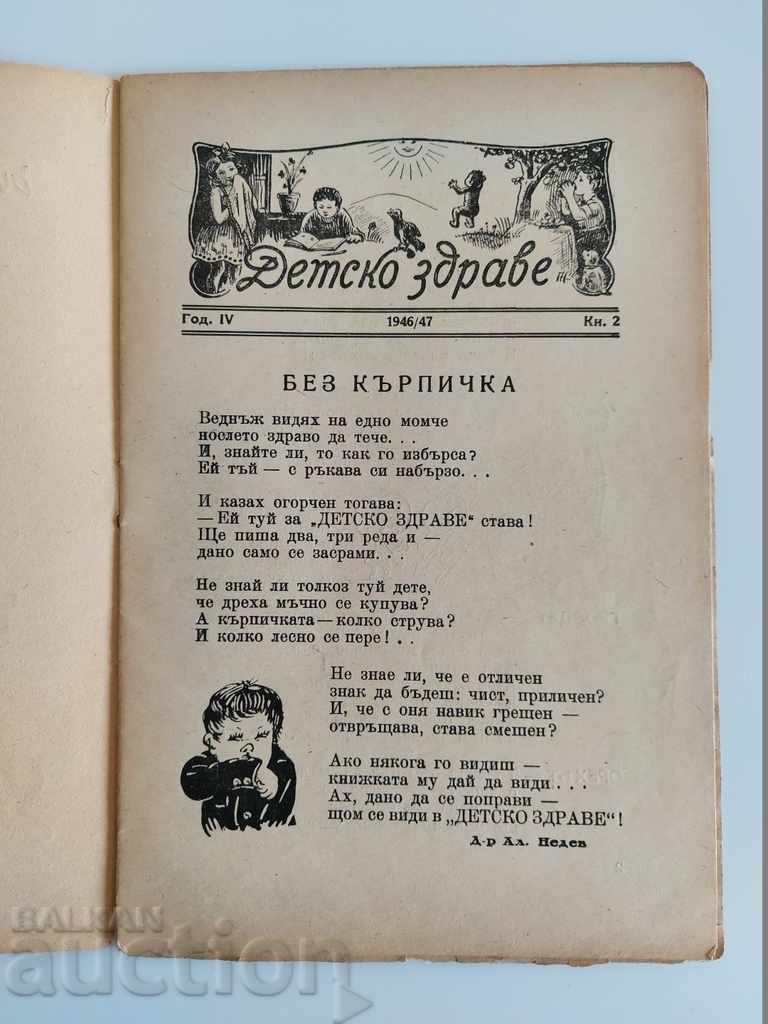 Детско здраве
Год. IV 1946/47 Кн. 2
БЕЗ КЪРПИЧКА
Веднъж видях на едно момче
нослето здраво да тече. . .
И, знайте ли, то как го избърса?
Ей тъй — с ръкава си набързо. . .
И казах огорчен тогава:
— Ей туй за „ДЕТСКО ЗДРАВЕ“ става!
Ще пиша два, три реда и —
дано само се засрами. . .
Не знай ли толкоз туй дете,
че дреха мъчно се купува?
А кърпичката — колко струва?
И колко лесно се пере! . .
Не знае ли, че е отличен
знак да бъдеш: чист, приличен?
И, че с оня навик грешен —
отвръщава, става смешен?
Ако някога го видиш —
книжката му дай да види . . .
Ах, дано да се поправи —
щом се види в „ДЕТСКО ЗДРАВЕ“!
Д-р Ал. Недев
BALKAN
auction